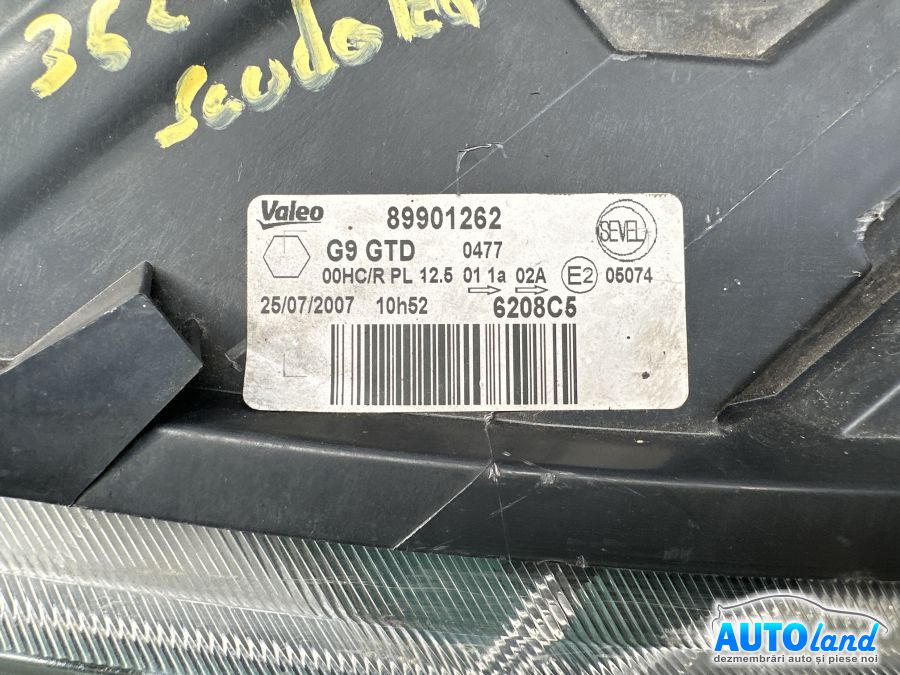 Scudo
Valeo 89901262 SEVEL
G9 GTD 0477
00HC/R PL 12.5 01 1a 02A E2 05074
25/07/2007 10h52 6208C5
L
AUTOland
dezmembrări auto și piese noi